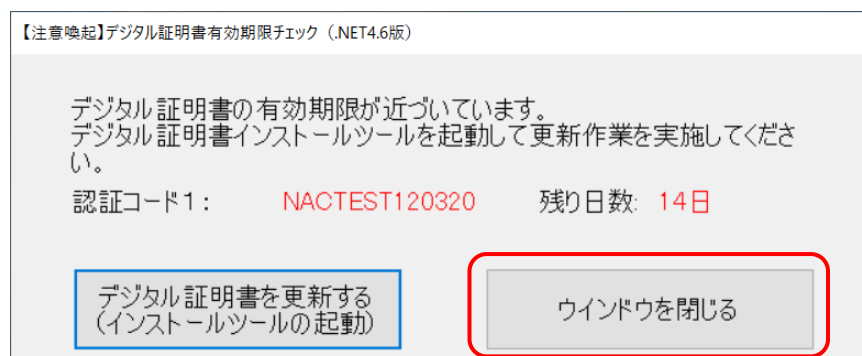 【注意喚起】デジタル証明書有効期限チェック（.NET4.6版）
デジタル証明書の有効期限が近づいています。
デジタル証明書インストールツールを起動して更新作業を実施してくださ
い。
認証コード1： NACTEST120320 残り日数: 14日
デジタル証明書を更新する
（インストールツールの起動）
ウインドウを閉じる